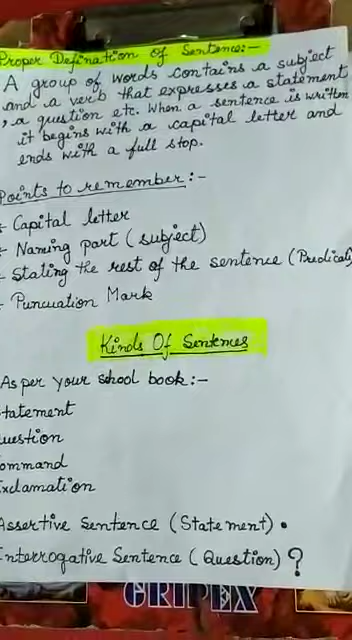 Proper Defination Of Sentence:-
A group of words contains a subject
and a verb that expresses a statement
, a question etc. When a sentence is written
it begins with a capital letter and
ends with a full stop.
Points to remember:-
- Capital letter
- Naming part (subject)
- Stating the rest of the sentence (Predicat
- Puncuation Mark
Kinds Of Sentences
As per your school book:-
tatement
uestion
ommand
xclamation
Assertive Sentence (Statement) .
Interrogative Sentence (Question) ?
GRIPEX